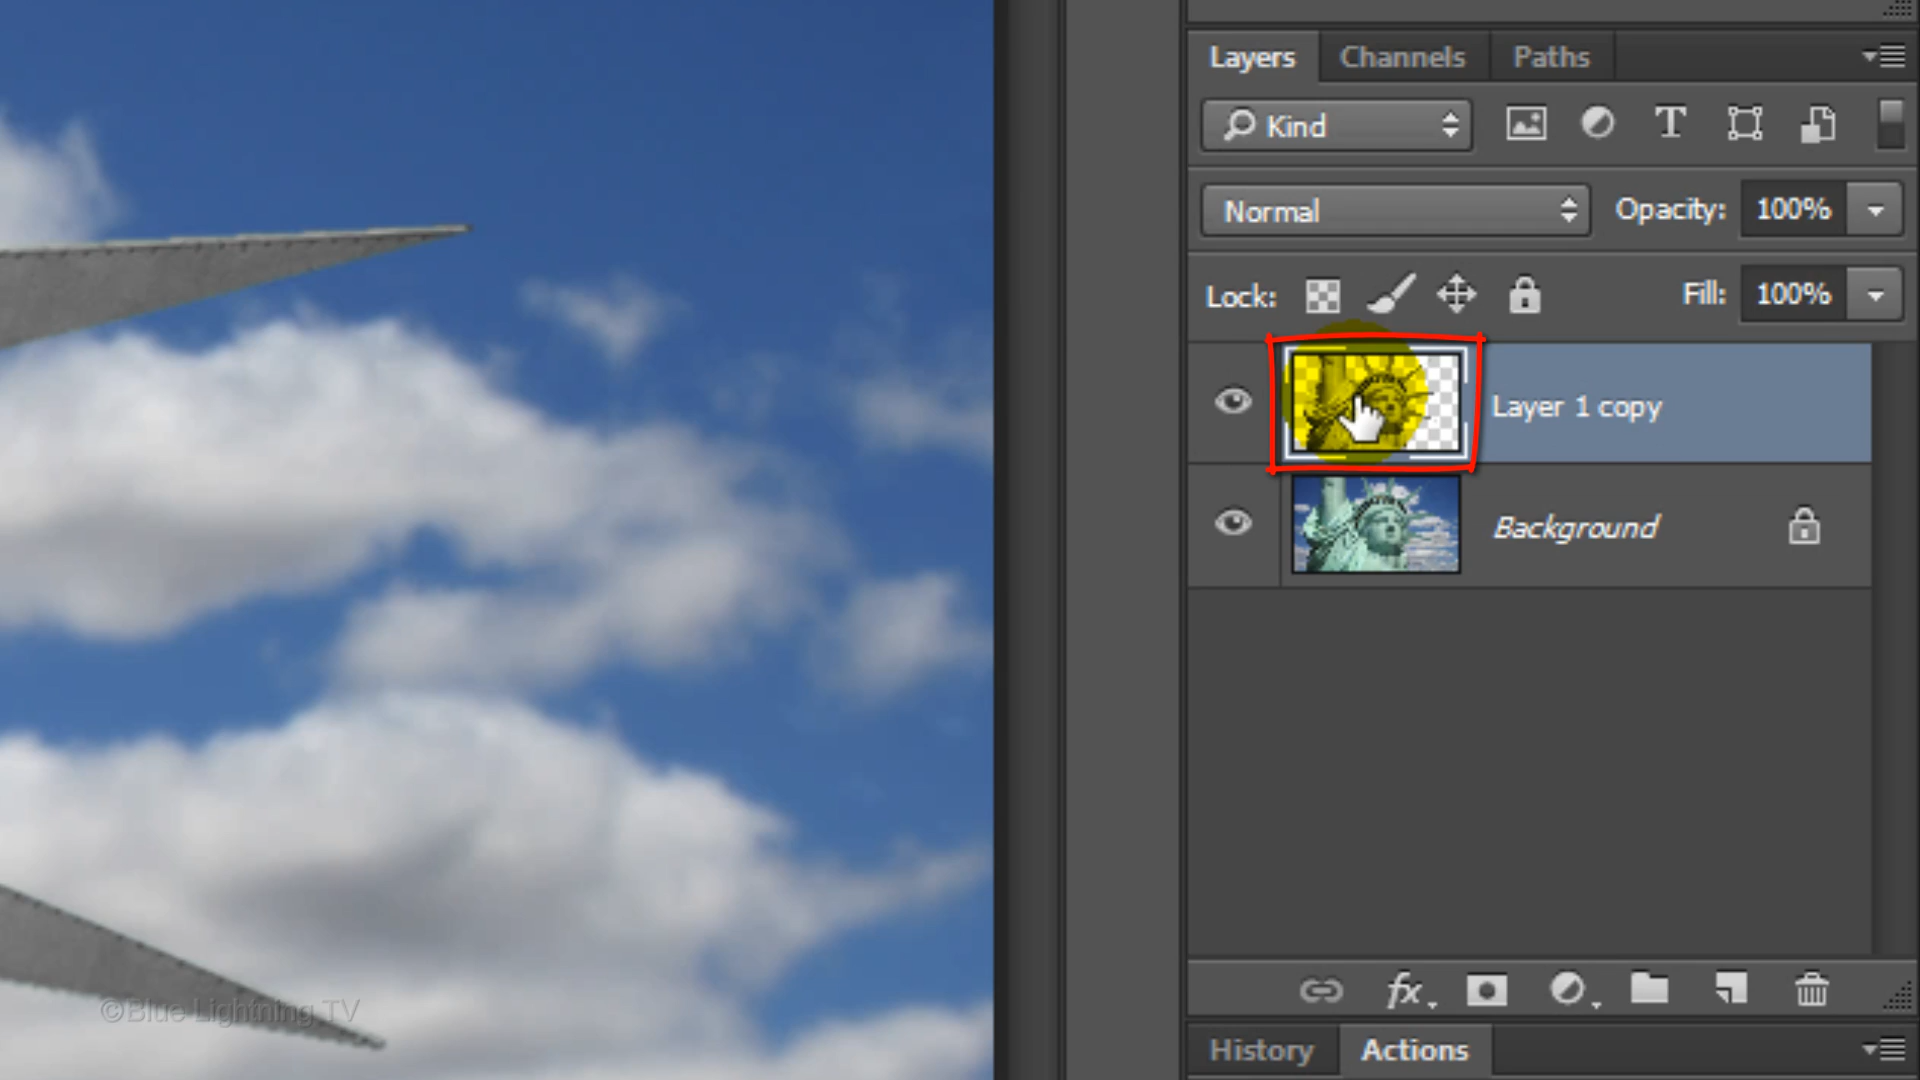 Layers Channels Paths
Kind
Normal Opacity: 100%
Lock: Fill: 100%
Layer 1 copy
Background
fx
©Blue Lightning TV
History Actions